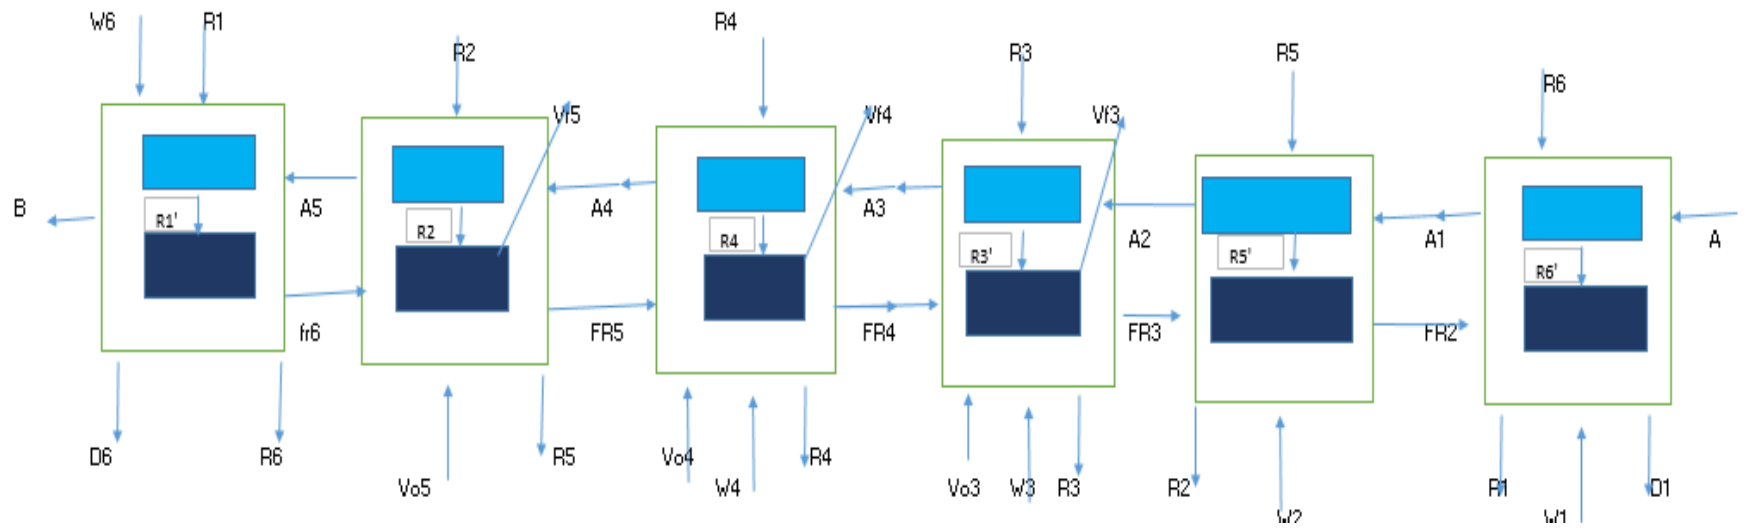 W6
R1
R4
R2
R3
R5
R6
Vf5
Vf4
Vf3
B
R1'
A5
R2
A4
R4
A3
R3'
A2
R5'
A1
R6'
A
fr6
FR5
FR4
FR3
FR2
D6
R6
Vo5
R5
Vo4
W4
R4
Vo3
W3
R3
R2
W2
R1
W1
D1